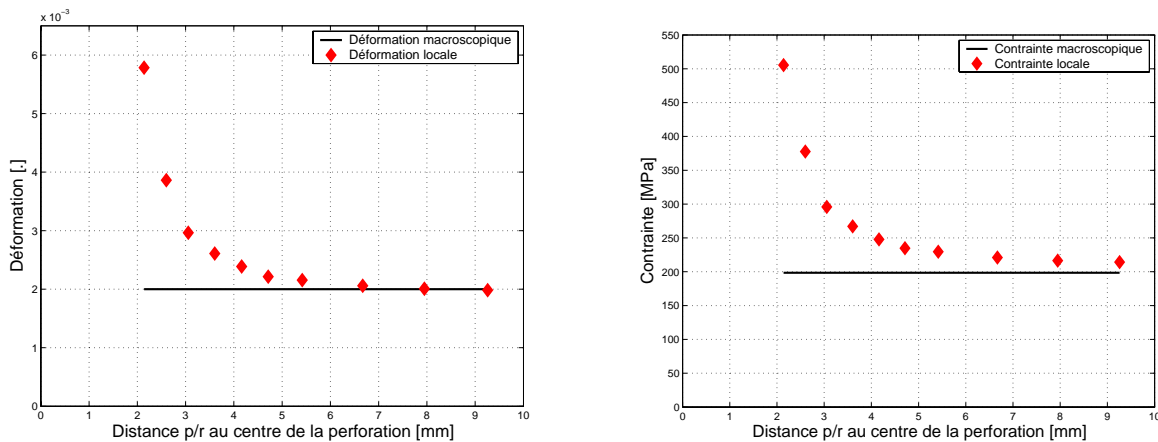 x 10⁻³
Déformation macroscopique
Déformation locale
6
5
4
3
2
1
0
Déformation [.]
0 1 2 3 4 5 6 7 8 9 10
Distance p/r au centre de la perforation [mm]
Contrainte macroscopique
Contrainte locale
550
500
450
400
350
300
250
200
150
100
50
0
Contrainte [MPa]
0 1 2 3 4 5 6 7 8 9 10
Distance p/r au centre de la perforation [mm]